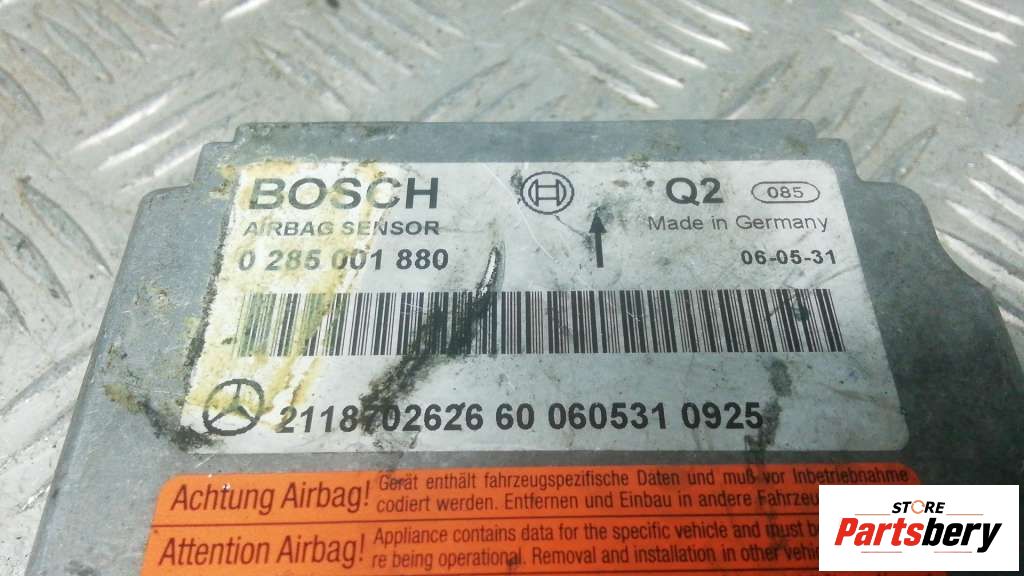 BOSCH
Q2
085
AIRBAG SENSOR
Made in Germany
0 285 001 880
06-05-31
2118702626 60 060531 0925
Achtung Airbag!
Gerät enthält fahrzeugspezifische Daten und muß vor Inbetriebnahme
codiert werden. Entfernen und Einbau in andere Fahrzeu
Attention Airbag!
Appliance contains data for the specific vehicle and must b
re being operational. Removal and installation in other vehic
STORE
Partsbery